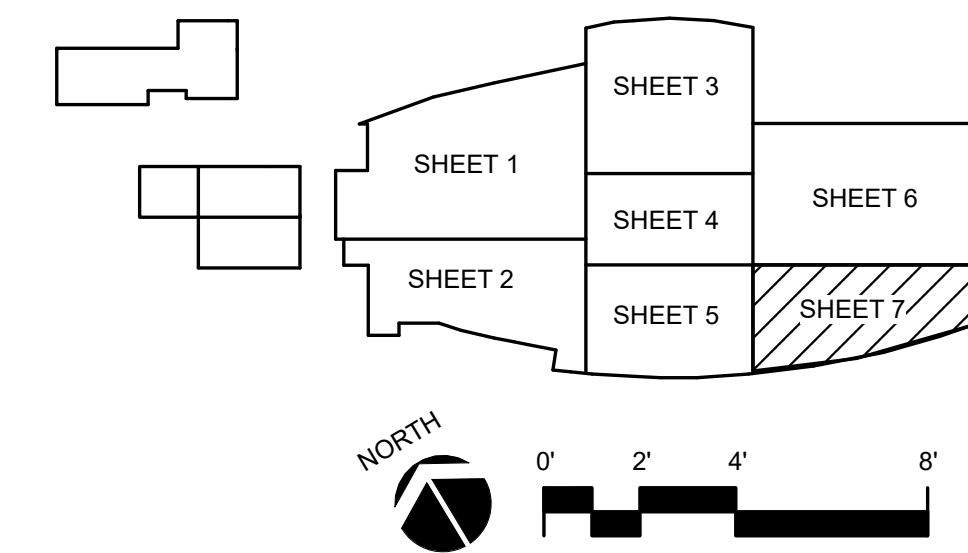 SHEET 3
SHEET 1
SHEET 6
SHEET 4
SHEET 2
SHEET 5
SHEET 7
NORTH
0' 2' 4' 8'